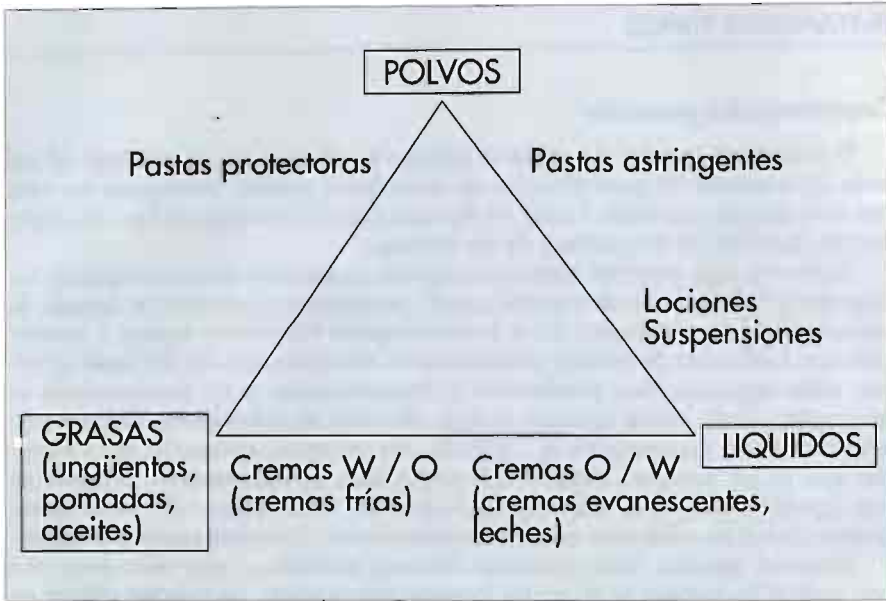 POLVOS
Pastas protectoras
Pastas astringentes
Lociones
Suspensiones
GRASAS
(ungüentos,
pomadas,
aceites)
Cremas W / O
(cremas frías)
Cremas O / W
(cremas evanescentes,
leches)
LIQUIDOS